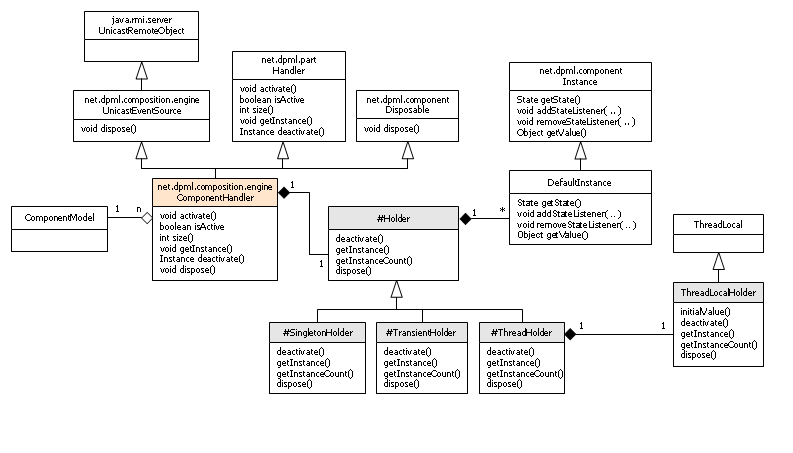 java.rmi.server
UnicastRemoteObject
net.dpml.composition.engine
UnicastEventSource
void dispose()
net.dpml.part
Handler
void activate()
boolean isActive
int size()
void getInstance()
Instance deactivate()
net.dpml.component
Disposable
void dispose()
net.dpml.component
Instance
State getState()
void addStateListener( .. )
void removeStateListener( .. )
Object getValue()
ComponentModel
1
n
net.dpml.composition.engine
ComponentHandler
void activate()
boolean isActive
int size()
void getInstance()
Instance deactivate()
void dispose()
1
1
#Holder
deactivate()
getInstance()
getInstanceCount()
dispose()
1
*
DefaultInstance
State getState()
void addStateListener( .. )
void removeStateListener( .. )
Object getValue()
ThreadLocal
ThreadLocalHolder
initialValue()
deactivate()
getInstance()
getInstanceCount()
dispose()
#SingletonHolder
deactivate()
getInstance()
getInstanceCount()
dispose()
#TransientHolder
deactivate()
getInstance()
getInstanceCount()
dispose()
#ThreadHolder
deactivate()
getInstance()
getInstanceCount()
dispose()
1
1